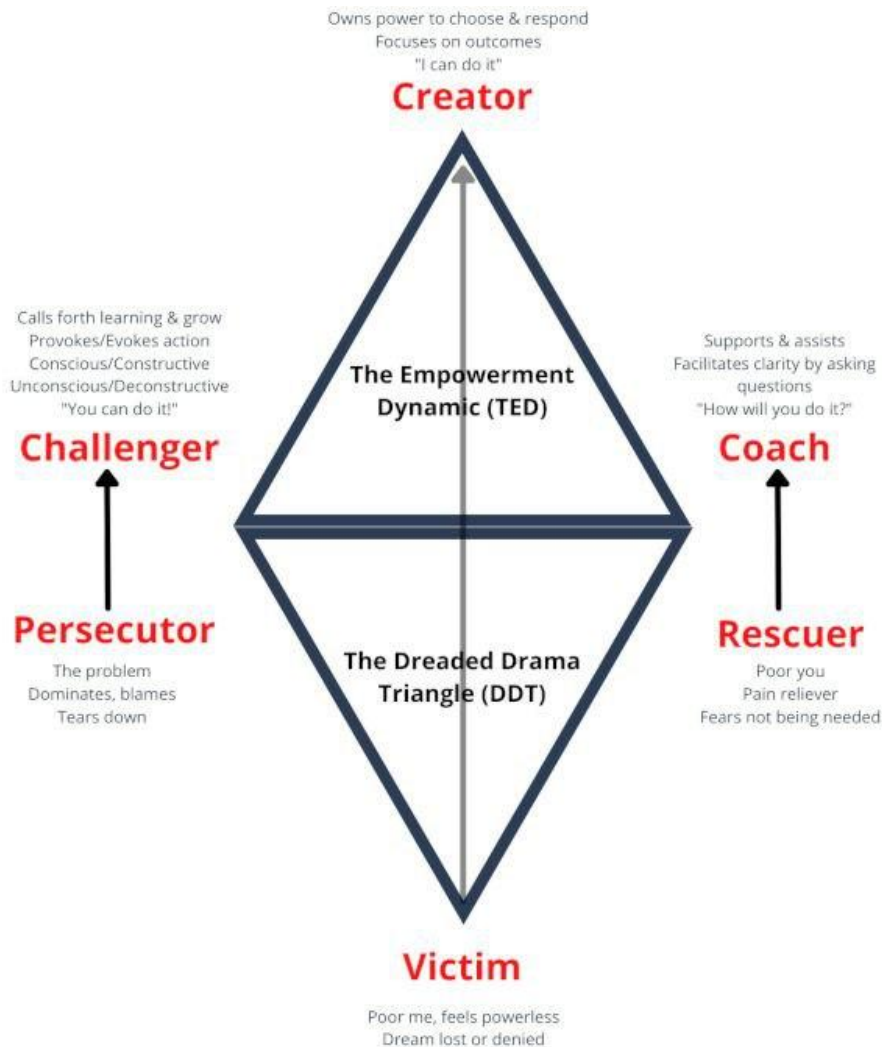 Owns power to choose & respond
Focuses on outcomes
"I can do it"
Creator
Calls forth learning & grow
Provokes/Evokes action
Conscious/Constructive
Unconscious/Deconstructive
"You can do it!"
Challenger
The Empowerment
Dynamic (TED)
Supports & assists
Facilitates clarity by asking
questions
"How will you do it?"
Coach
Persecutor
The problem
Dominates, blames
Tears down
The Dreaded Drama
Triangle (DDT)
Rescuer
Poor you
Pain reliever
Fears not being needed
Victim
Poor me, feels powerless
Dream lost or denied